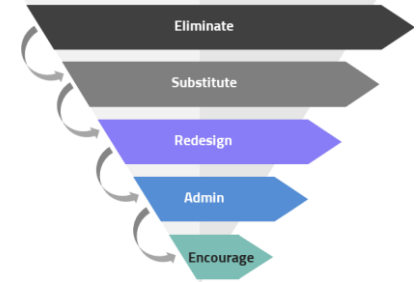 Eliminate
Substitute
Redesign
Admin
Encourage